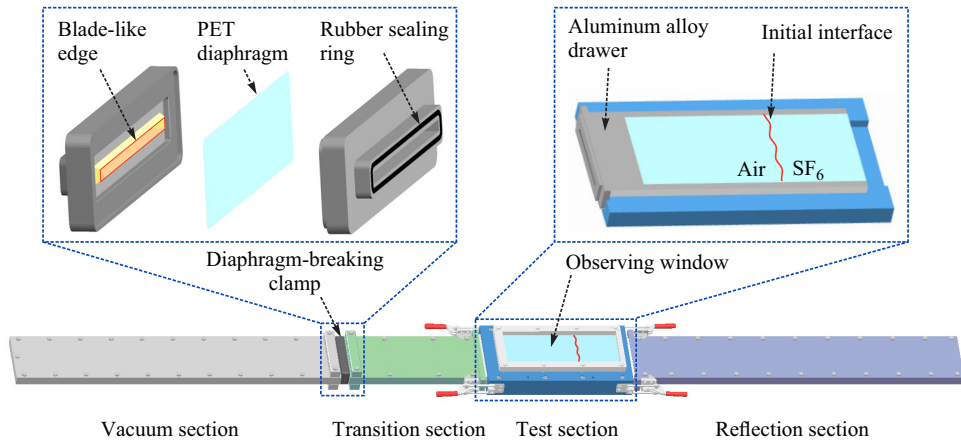 Blade-like
edge
PET
diaphragm
Rubber sealing
ring
Aluminum alloy
drawer
Initial interface
Air
SF₆
Diaphragm-breaking
clamp
Observing window
Vacuum section
Transition section
Test section
Reflection section